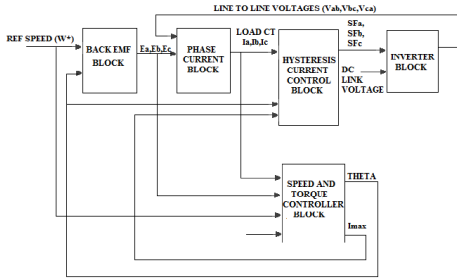 LINE TO LINE VOLTAGES (Vab,Vbc,Vca)
REF SPEED (W*)
BACK EMF
BLOCK
Ea,Eb,Ec
PHASE
CURRENT
BLOCK
LOAD CT
Ia,Ib,Ic
HYSTERESIS
CURRENT
CONTROL
BLOCK
SFa,
SFb,
SFc
DC
LINK
VOLTAGE
INVERTER
BLOCK
SPEED AND
TORQUE
CONTROLLER
BLOCK
THETA
Imax